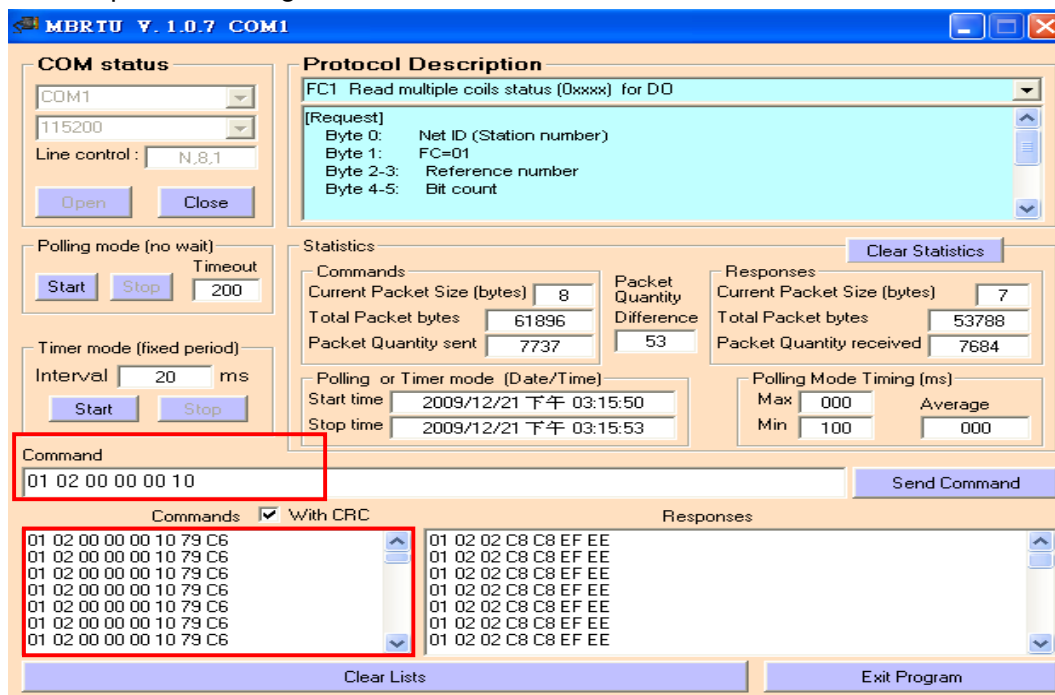 MBRTU V. 1.0.7 COM1
COM status
COM1
115200
Line control : N,8,1
Open Close
Protocol Description
FC1 Read multiple coils status (0xxxx) for DO
[Request]
Byte 0: Net ID (Station number)
Byte 1: FC=01
Byte 2-3: Reference number
Byte 4-5: Bit count
Polling mode (no wait)
Timeout
Start Stop 200
Timer mode (fixed period)
Interval 20 ms
Start Stop
Statistics
Clear Statistics
Commands
Current Packet Size (bytes) 8
Total Packet bytes 61896
Packet Quantity sent 7737
Packet
Quantity
Difference
53
Responses
Current Packet Size (bytes) 7
Total Packet bytes 53788
Packet Quantity received 7684
Polling or Timer mode (Date/Time)
Start time 2009/12/21 下午 03:15:50
Stop time 2009/12/21 下午 03:15:53
Polling Mode Timing (ms)
Max 000 Average
Min 100 000
Command
01 02 00 00 00 10
Send Command
Commands With CRC
01 02 00 00 00 10 79 C6
01 02 00 00 00 10 79 C6
01 02 00 00 00 10 79 C6
01 02 00 00 00 10 79 C6
01 02 00 00 00 10 79 C6
01 02 00 00 00 10 79 C6
01 02 00 00 00 10 79 C6
Responses
01 02 02 C8 C8 EF EE
01 02 02 C8 C8 EF EE
01 02 02 C8 C8 EF EE
01 02 02 C8 C8 EF EE
01 02 02 C8 C8 EF EE
01 02 02 C8 C8 EF EE
01 02 02 C8 C8 EF EE
Clear Lists
Exit Program